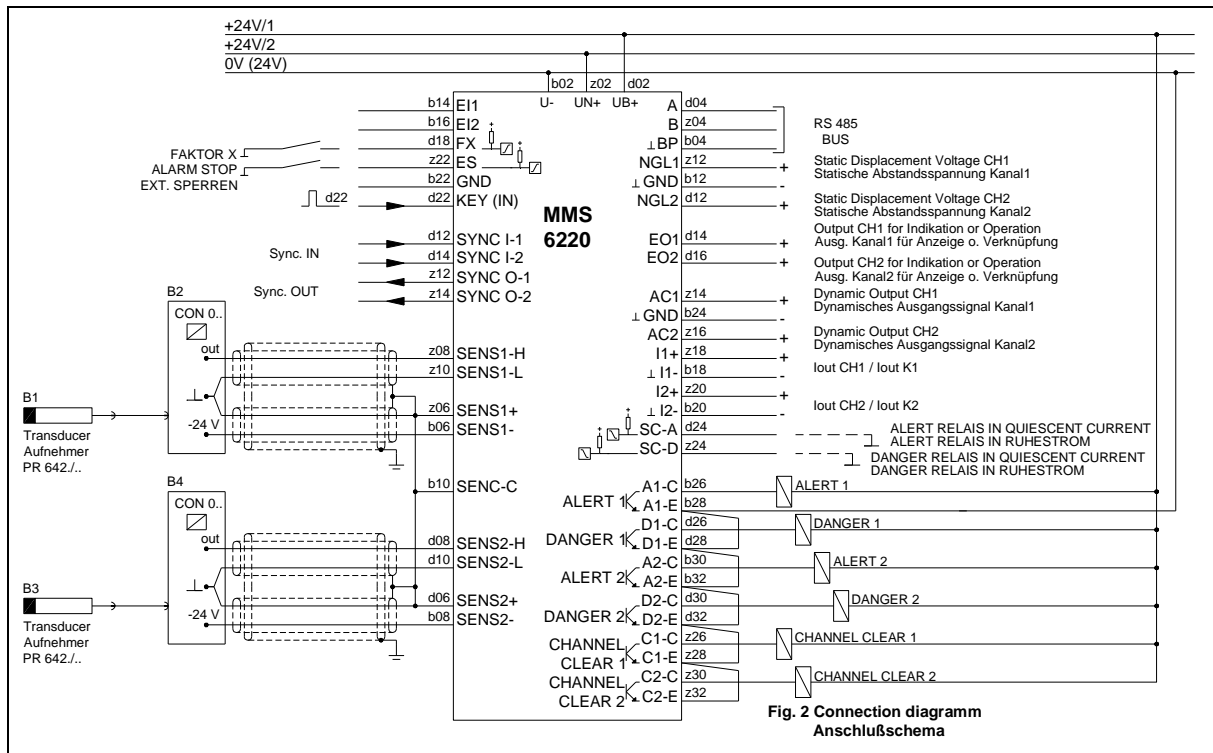 +24V/1
+24V/2
0V (24V)
b02 z02 d02
U- UN+ UB+
b14 EI1
b16 EI2
d18 FX
z22 ES
b22 GND
d22 d22 KEY (IN)
FAKTOR X
ALARM STOP
EXT. SPERREN
MMS
6220
d12 SYNC I-1
d14 SYNC I-2
z12 SYNC O-1
z14 SYNC O-2
Sync. IN
Sync. OUT
B2
CON 0..
out
-24 V
B1
Transducer
Aufnehmer
PR 642./..
z08 SENS1-H
z10 SENS1-L
z06 SENS1+
b06 SENS1-
b10 SENC-C
B4
CON 0..
out
-24 V
B3
Transducer
Aufnehmer
PR 642./..
d08 SENS2-H
d10 SENS2-L
d06 SENS2+
b08 SENS2-
A d04
B z04
⊥BP b04
RS 485
BUS
NGL1 z12 +
⊥GND b12 -
NGL2 d12 +
Static Displacement Voltage CH1
Statische Abstandsspannung Kanal1
Static Displacement Voltage CH2
Statische Abstandsspannung Kanal2
EO1 d14 +
EO2 d16 +
Output CH1 for Indikation or Operation
Ausg. Kanal1 für Anzeige o. Verknüpfung
Output CH2 for Indikation or Operation
Ausg. Kanal2 für Anzeige o. Verknüpfung
AC1 z14 +
⊥GND b24 -
AC2 z16 +
Dynamic Output CH1
Dynamisches Ausgangssignal Kanal1
Dynamic Output CH2
Dynamisches Ausgangssignal Kanal2
I1+ z18 +
⊥ I1- b18 -
Iout CH1 / Iout K1
I2+ z20 +
⊥ I2- b20 -
Iout CH2 / Iout K2
SC-A d24
SC-D z24
ALERT RELAIS IN QUIESCENT CURRENT
ALERT RELAIS IN RUHESTROM
DANGER RELAIS IN QUIESCENT CURRENT
DANGER RELAIS IN RUHESTROM
ALERT 1 A1-C b26 ALERT 1
A1-E b28
DANGER 1 D1-C d26 DANGER 1
D1-E d28
ALERT 2 A2-C b30 ALERT 2
A2-E b32
DANGER 2 D2-C d30 DANGER 2
D2-E d32
CHANNEL
CLEAR 1 C1-C z26 CHANNEL CLEAR 1
C1-E z28
CHANNEL
CLEAR 2 C2-C z30 CHANNEL CLEAR 2
C2-E z32
Fig. 2 Connection diagramm
Anschlußschema